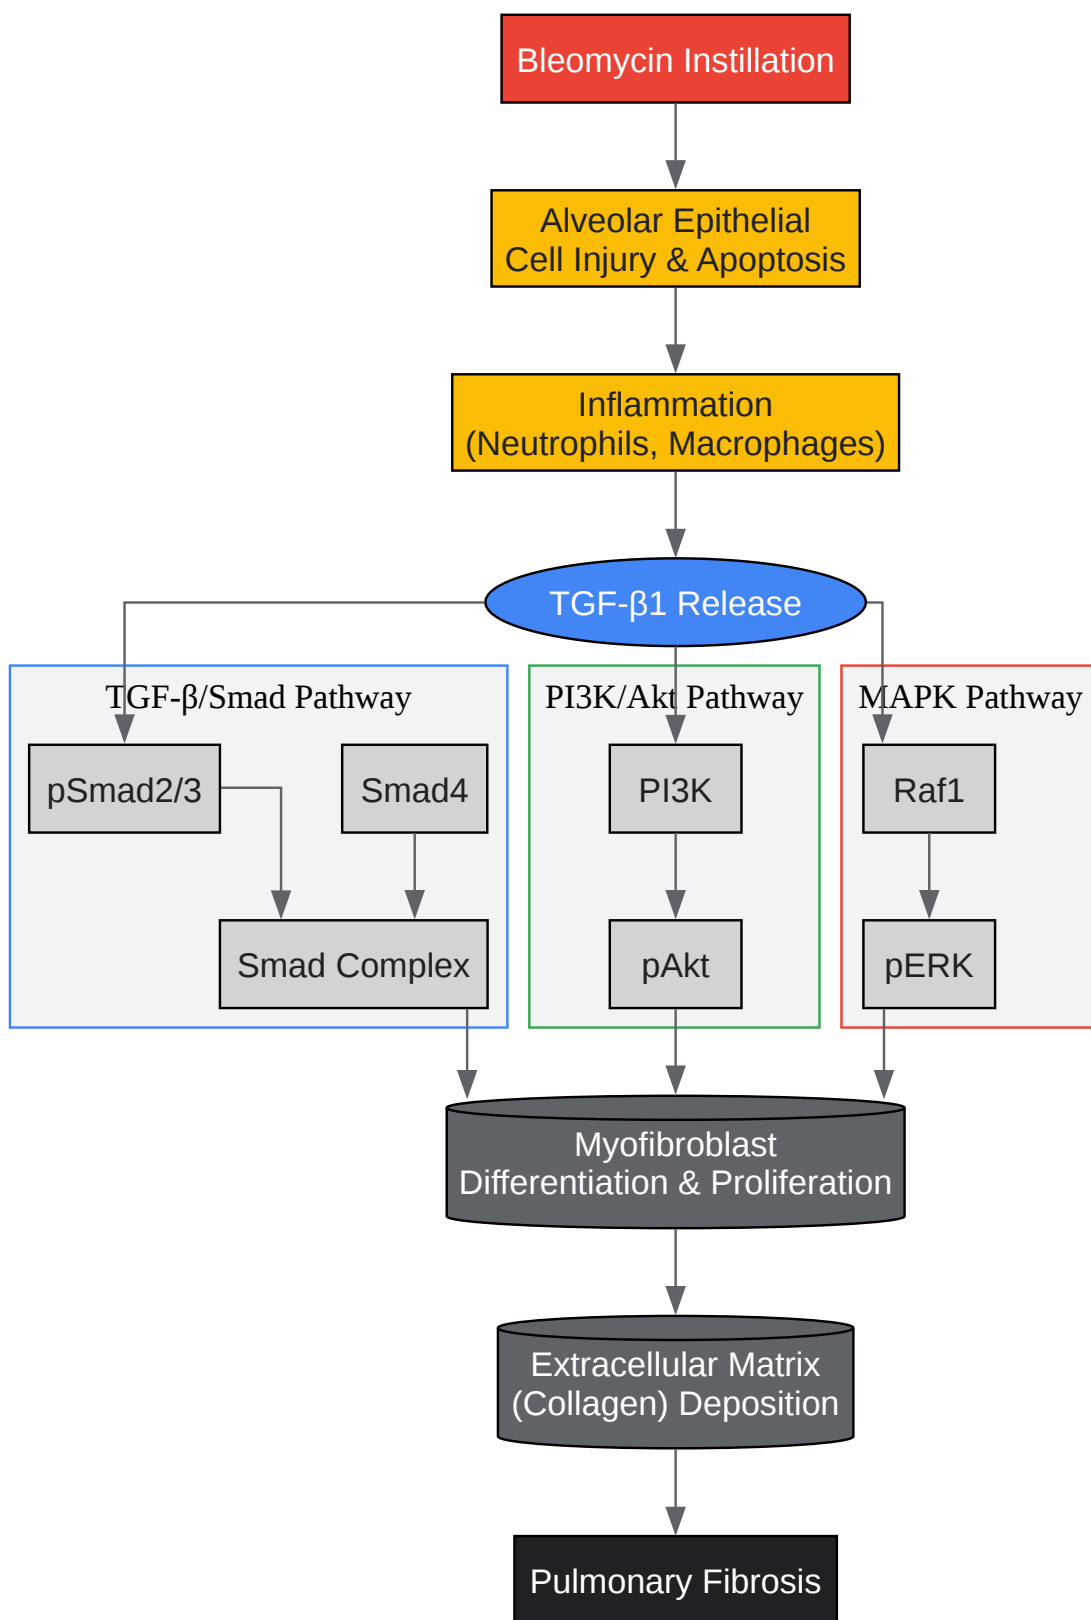 Bleomycin Instillation
Alveolar Epithelial
Cell Injury & Apoptosis
Inflammation
(Neutrophils, Macrophages)
TGF-β1 Release
TGF-β/Smad Pathway
PI3K/Akt Pathway
MAPK Pathway
pSmad2/3
Smad4
PI3K
Raf1
Smad Complex
pAkt
pERK
Myofibroblast
Differentiation & Proliferation
Extracellular Matrix
(Collagen) Deposition
Pulmonary Fibrosis